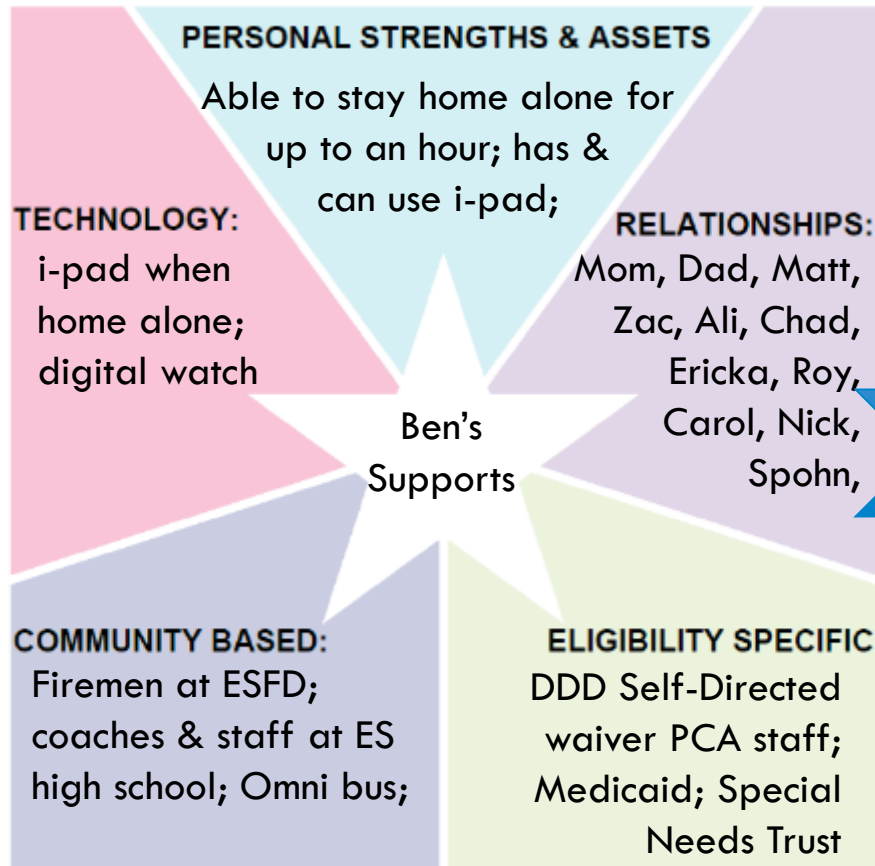 PERSONAL STRENGTHS & ASSETS
Able to stay home alone for
up to an hour; has &
can use i-pad;
TECHNOLOGY:
i-pad when
home alone;
digital watch
RELATIONSHIPS:
Mom, Dad, Matt,
Zac, Ali, Chad,
Ericka, Roy,
Carol, Nick,
Spohn,
Ben's
Supports
COMMUNITY BASED:
Firemen at ESFD;
coaches & staff at ES
high school; Omni bus;
ELIGIBILITY SPECIFIC
DDD Self-Directed
waiver PCA staff;
Medicaid; Special
Needs Trust